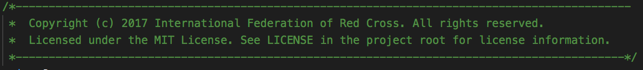 /*---------------------------------------------------------------------------------------------
*  Copyright (c) 2017 International Federation of Red Cross. All rights reserved.
*  Licensed under the MIT License. See LICENSE in the project root for license information.
*--------------------------------------------------------------------------------------------*/